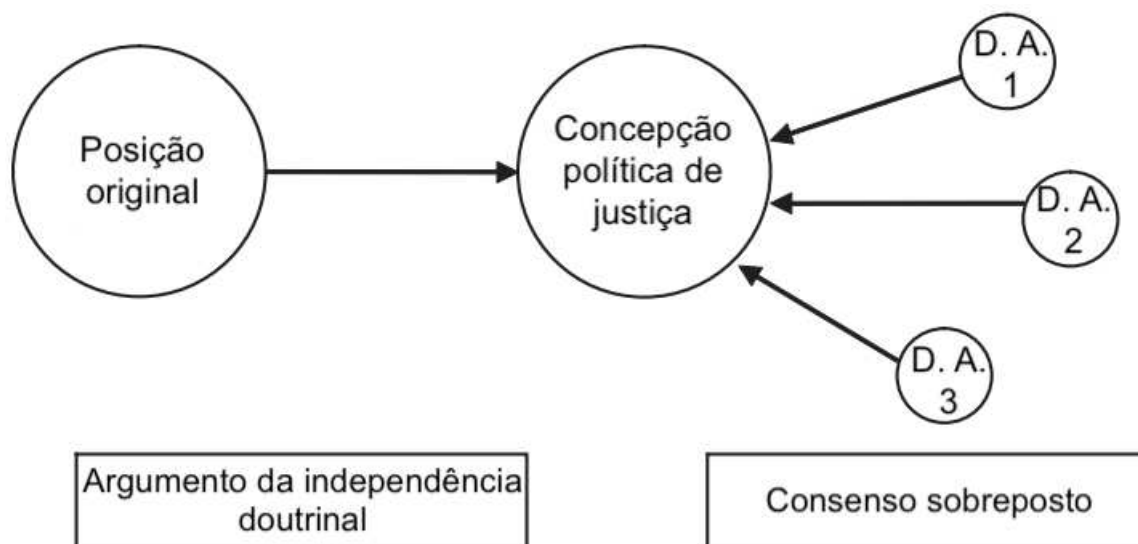 Posição
original
Concepção
política de
justiça
D. A.
1
D. A.
2
D. A.
3
Argumento da independência
doutrinal
Consenso sobreposto